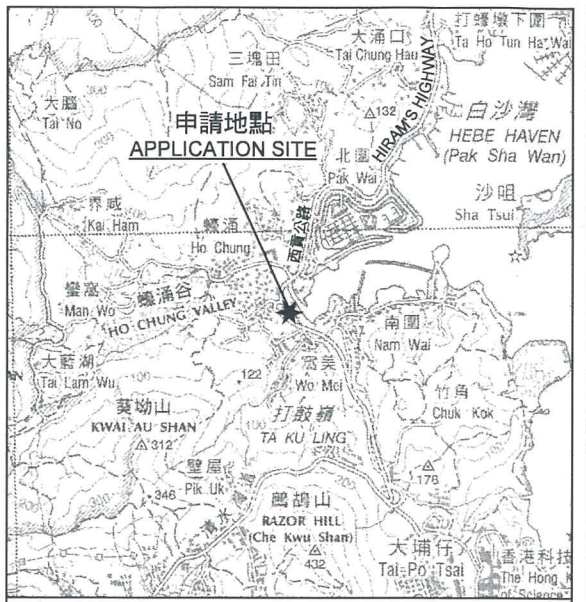 打蠔墩下圍
Ta Ho Tun Ha Wai
大涌口
Tai Chung Hau
三塊田
Sam Fai Tin
HIRAM'S HIGHWAY
132
大腦
Tai No
白沙灣
HEBE HAVEN
(Pak Sha Wan)
申請地點
APPLICATION SITE
北圍
Pak Wai
沙咀
Sha Tsui
界咸
Kai Ham
蠔涌
Ho Chung
西貢公路
蠻窩
Man Wo
蠔涌谷
HO CHUNG VALLEY
南圍
Nam Wai
大藍湖
Tai Lam Wu
122
窩美
Wo Mei
竹角
Chuk Kok
葵坳山
KWAI AU SHAN
312
打鼓嶺
TA KU LING
壁屋
Pik Uk
346
178
鷓鴣山
RAZOR HILL
(Che Kwu Shan)
432
大埔仔
Tai Po Tsai
香港科技
The Hong K
of Science